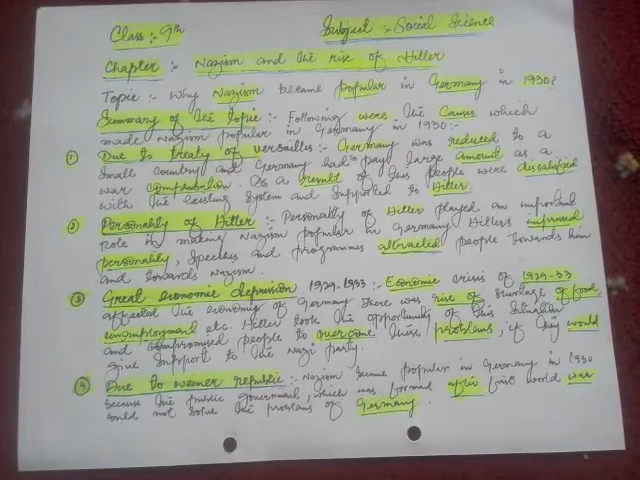 Class :- 9th Subject :- Social Science
Chapter :- Nazism and the rise of Hitler
Topic :- Why Nazism became popular in Germany in 1930?
Summary of the topic :- Following were the causes which
made Nazism popular in Germany in 1930:-
① Due to treaty of versailles :- Germany was reduced to a
small country and Germany had to pay large amount as a
war . As a result of this people were dissatisfied
with the existing system and supported to Hitler.
② Personality of Hitler :- Personality of Hitler played an important
role in making Nazism popular in Germany. Hitler's
personality, speeches and programmes attracted people towards him
and towards nazism.
③ Great economic depression 1929-1933 :- Economic crisis of 1929-33
affected the economy of Germany there was rise of shortage of food,
unemployment etc. Hitler took the opportunity of this situation
and people to overcome these problems, if they would
give support to the nazi party.
④ Due to weimer republic :- Nazism became popular in Germany in 1930
because the public government, which was formed after first world war
could not solve the problems of Germany.